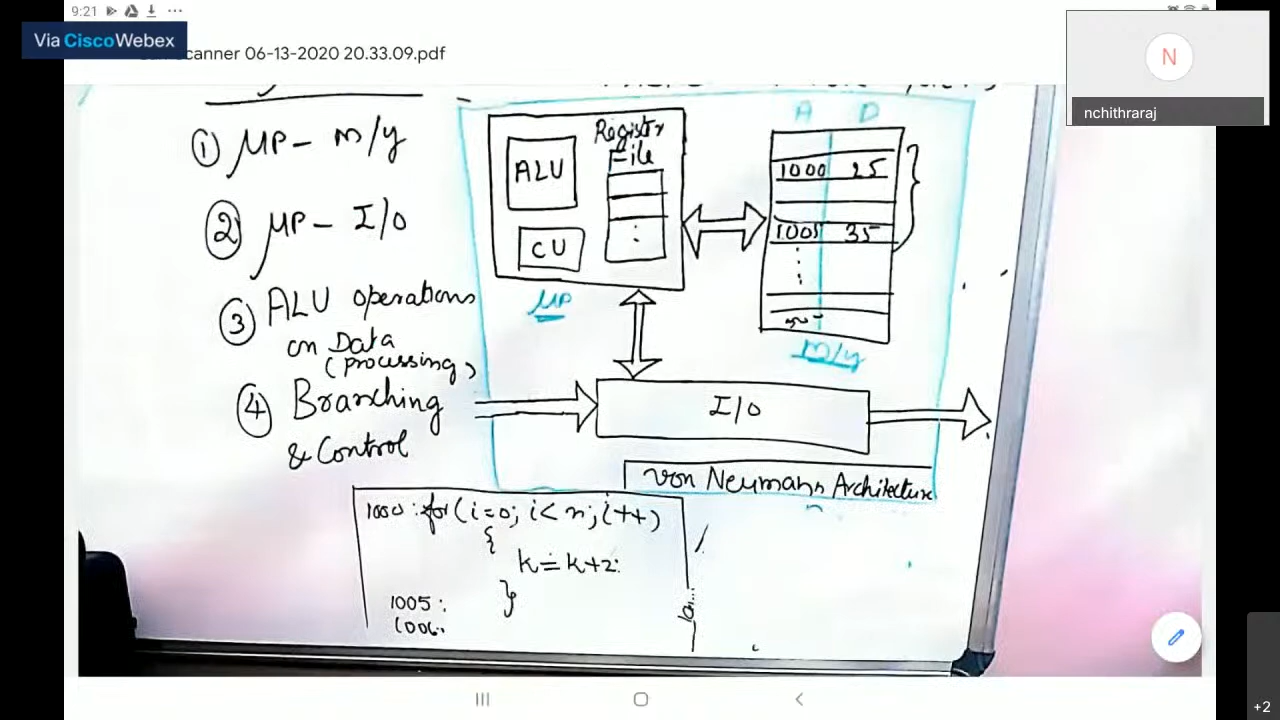 9:21
Via Cisco Webex
Scanner 06-13-2020 20.33.09.pdf
N
nchithraraj
① μP - m/y
② μP - I/O
③ ALU operations
on Data
(processing)
④ Branching
& Control
ALU
CU
Register
File
μP
A D
1000 25
1005 35
m/y
I/O
von Neumann Architecture
1000 : for(i=0; i<n; i++)
{
k=k+2;
}
1005 :
1006.
+2